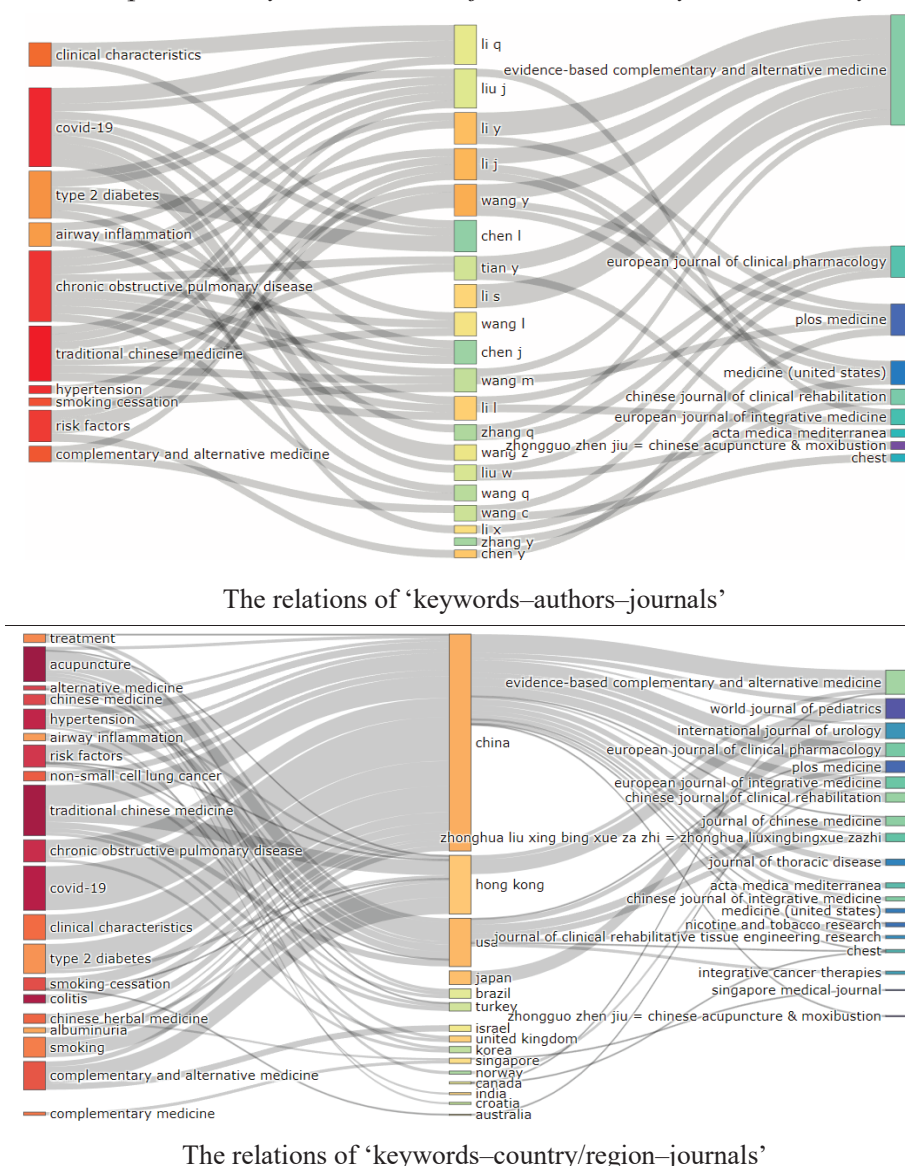 clinical characteristics
covid-19
type 2 diabetes
airway inflammation
chronic obstructive pulmonary disease
traditional chinese medicine
hypertension
smoking cessation
risk factors
complementary and alternative medicine
li q
liu j
li y
li j
wang y
chen l
tian y
li s
wang l
chen j
wang m
li l
zhang q
wang z
liu w
wang q
wang c
li x
zhang y
chen y
evidence-based complementary and alternative medicine
european journal of clinical pharmacology
plos medicine
medicine (united states)
chinese journal of clinical rehabilitation
european journal of integrative medicine
acta medica mediterranea
zhongguo zhen jiu = chinese acupuncture & moxibustion
chest
The relations of ‘keywords–authors–journals’
treatment
acupuncture
alternative medicine
chinese medicine
hypertension
airway inflammation
risk factors
non-small cell lung cancer
traditional chinese medicine
chronic obstructive pulmonary disease
covid-19
clinical characteristics
type 2 diabetes
smoking cessation
colitis
chinese herbal medicine
albuminuria
smoking
complementary and alternative medicine
complementary medicine
china
hong kong
usa
japan
brazil
turkey
israel
united kingdom
korea
singapore
norway
canada
india
croatia
australia
evidence-based complementary and alternative medicine
world journal of pediatrics
international journal of urology
european journal of clinical pharmacology
plos medicine
european journal of integrative medicine
chinese journal of clinical rehabilitation
journal of chinese medicine
zhonghua liu xing bing xue za zhi = zhonghua liuxingbingxue zazhi
journal of thoracic disease
acta medica mediterranea
chinese journal of integrative medicine
medicine (united states)
nicotine and tobacco research
journal of clinical rehabilitative tissue engineering research
chest
integrative cancer therapies
singapore medical journal
zhongguo zhen jiu = chinese acupuncture & moxibustion
The relations of ‘keywords–country/region–journals’